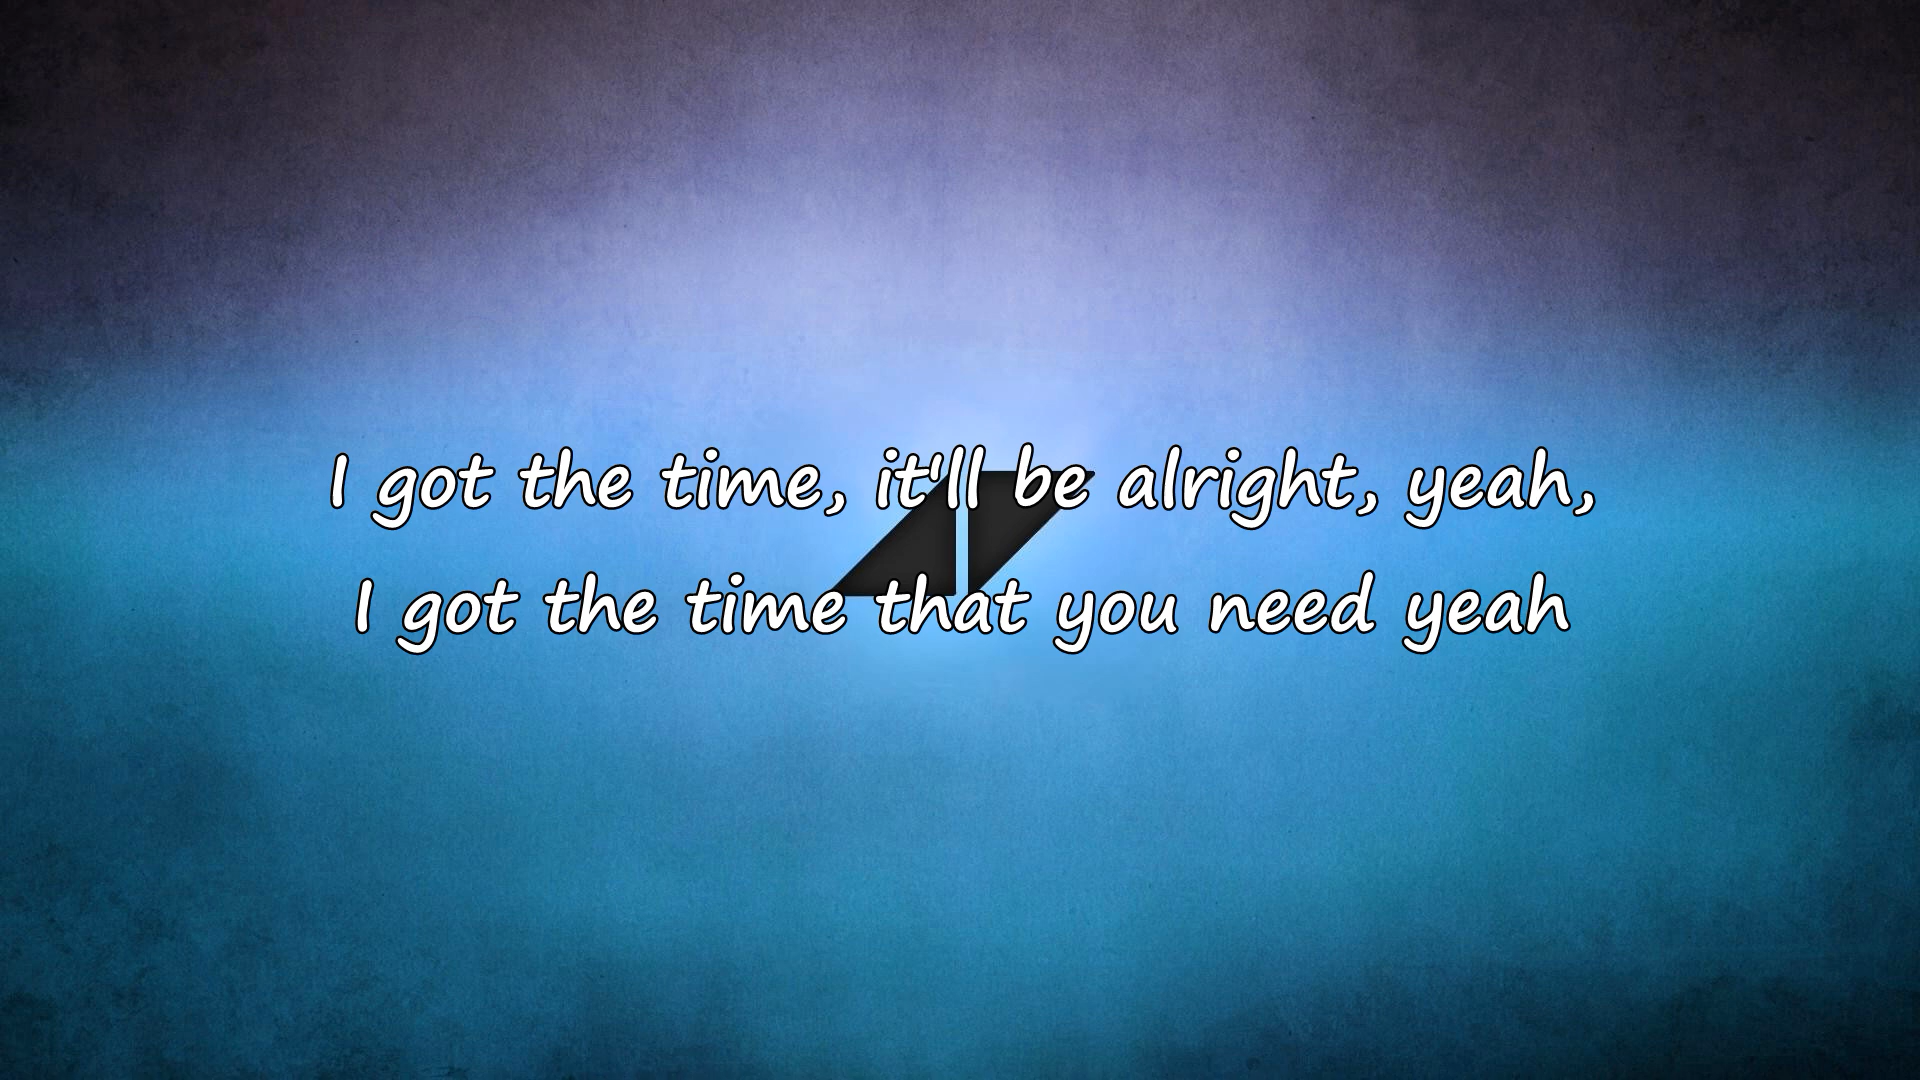 I got the time, it'll be alright, yeah,
I got the time that you need yeah